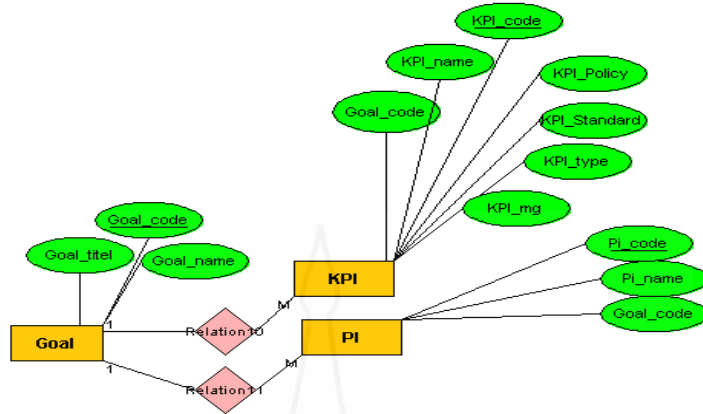 KPI_code
KPI_name
KPI_Policy
Goal_code
KPI_Standard
KPI_type
KPI_mg
Goal_code
Goal_titel
Goal_name
Pi_code
Pi_name
Goal_code
KPI
M
1
Relation10
Goal
PI
M
1
Relation11